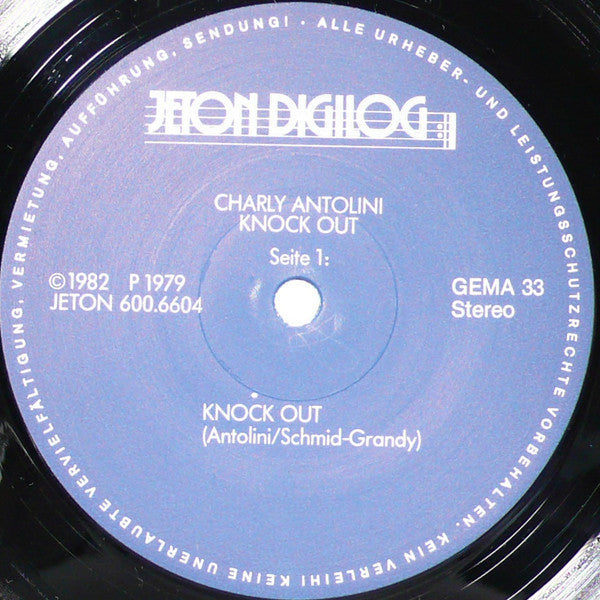 ALLE URHEBER- UND LEISTUNGSSCHUTZRECHTE VORBEHALTEN. KEIN VERLEIH! KEINE UNERLAUBTE VERVIELFÄLTIGUNG, VERMIETUNG, AUFFÜHRUNG, SENDUNG! ·
JETON DIGILOG
CHARLY ANTOLINI
KNOCK OUT
Seite 1:
©1982 P 1979
JETON 600.6604
GEMA 33
Stereo
KNOCK OUT
(Antolini/Schmid-Grandy)